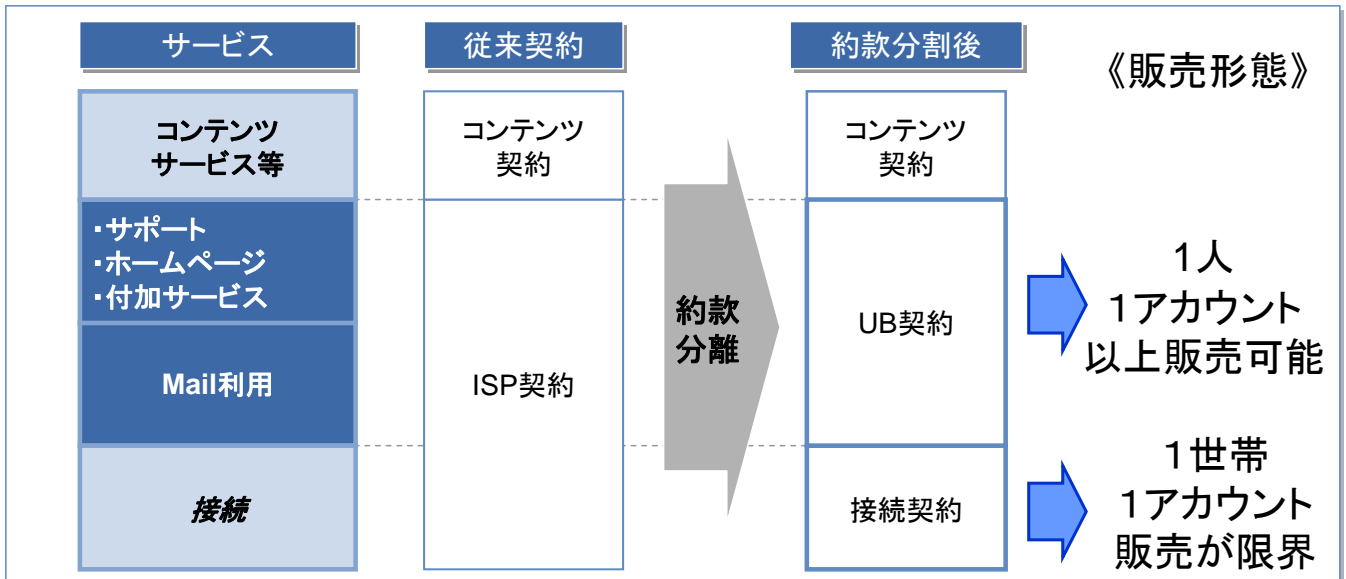 サービス
従来契約
約款分割後
《販売形態》
コンテンツ
サービス等
コンテンツ
契約
コンテンツ
契約
・サポート
・ホームページ
・付加サービス
Mail利用
ISP契約
約款
分離
UB契約
1人
1アカウント
以上販売可能
接続
接続契約
1世帯
1アカウント
販売が限界